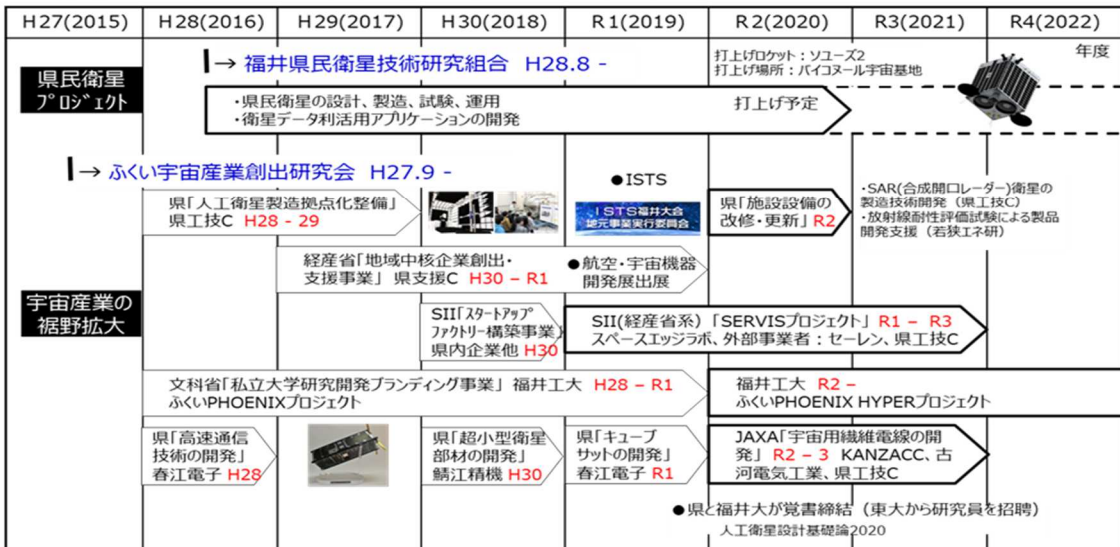 H27(2015) H28(2016) H29(2017) H30(2018) R1(2019) R2(2020) R3(2021) R4(2022)
年度
県民衛星
プロジェクト
|→ 福井県民衛星技術研究組合 H28.8 -
打上げロケット：ソユーズ2
打上げ場所：バイコヌール宇宙基地
・県民衛星の設計、製造、試験、運用
・衛星データ利活用アプリケーションの開発
打上げ予定
|→ ふくい宇宙産業創出研究会 H27.9 -
宇宙産業の
裾野拡大
県「人工衛星製造拠点化整備」
県工技C H28 - 29
●ISTS
ISTS福井大会
地元事業実行委員会
県「施設設備の
改修・更新」R2
・SAR(合成開口レーダー)衛星の
製造技術開発（県工技C）
・放射線耐性評価試験による製品
開発支援（若狭エネ研）
経産省「地域中核企業創出・
支援事業」 県支援C H30 – R1
●航空・宇宙機器
開発展出展
SII「スタートアップ
ファクトリー構築事業」
県内企業他 H30
SII(経産省系）「SERVISプロジェクト」 R1 – R3
スペースエッジラボ、外部事業者：セーレン、県工技C
文科省「私立大学研究開発ブランディング事業」 福井工大 H28 – R1
ふくいPHOENIXプロジェクト
福井工大 R2 –
ふくいPHOENIX HYPERプロジェクト
県「高速通信
技術の開発」
春江電子 H28
県「超小型衛星
部材の開発」
鯖江精機 H30
県「キューブ
サットの開発」
春江電子 R1
JAXA「宇宙用繊維電線の開
発」 R2 – 3 KANZACC、古
河電気工業、県工技C
●県と福井大が覚書締結（東大から研究員を招聘）
人工衛星設計基礎論2020